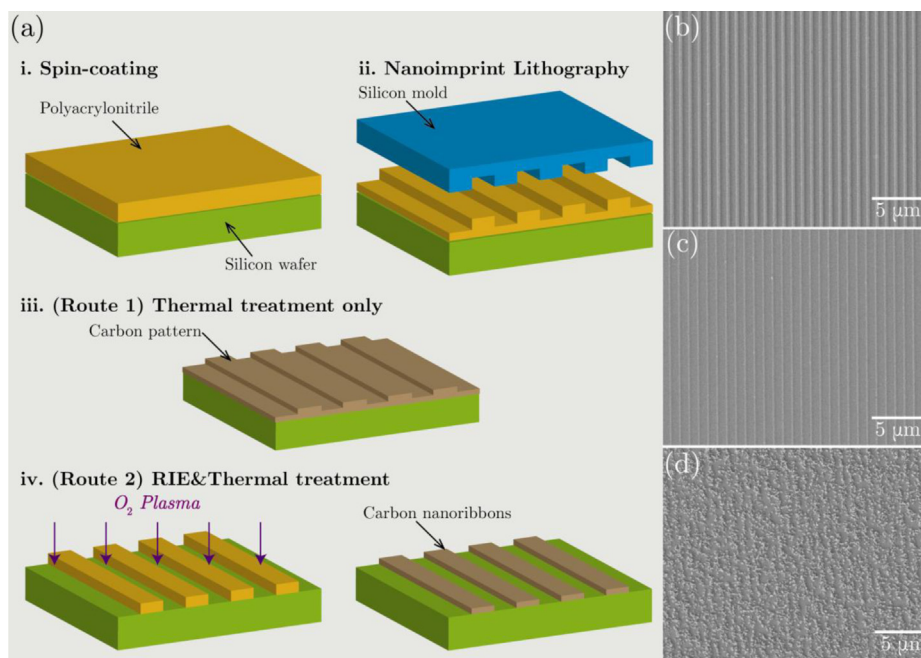 (a)
i. Spin-coating
Polyacrylonitrile
Silicon wafer
ii. Nanoimprint Lithography
Silicon mold
iii. (Route 1) Thermal treatment only
Carbon pattern
iv. (Route 2) RIE&Thermal treatment
O2 Plasma
Carbon nanoribbons
(b)
5 μm
(c)
5 μm
(d)
5 μm